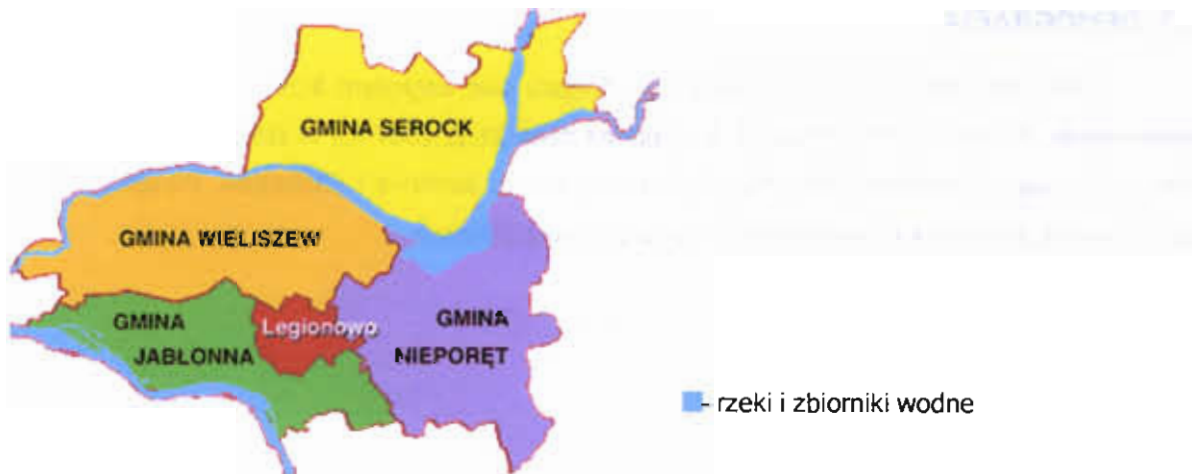 GMINA SEROCK
GMINA WIELISZEW
GMINA
JABŁONNA
Legionowo
GMINA
NIEPORĘT
- rzeki i zbiorniki wodne